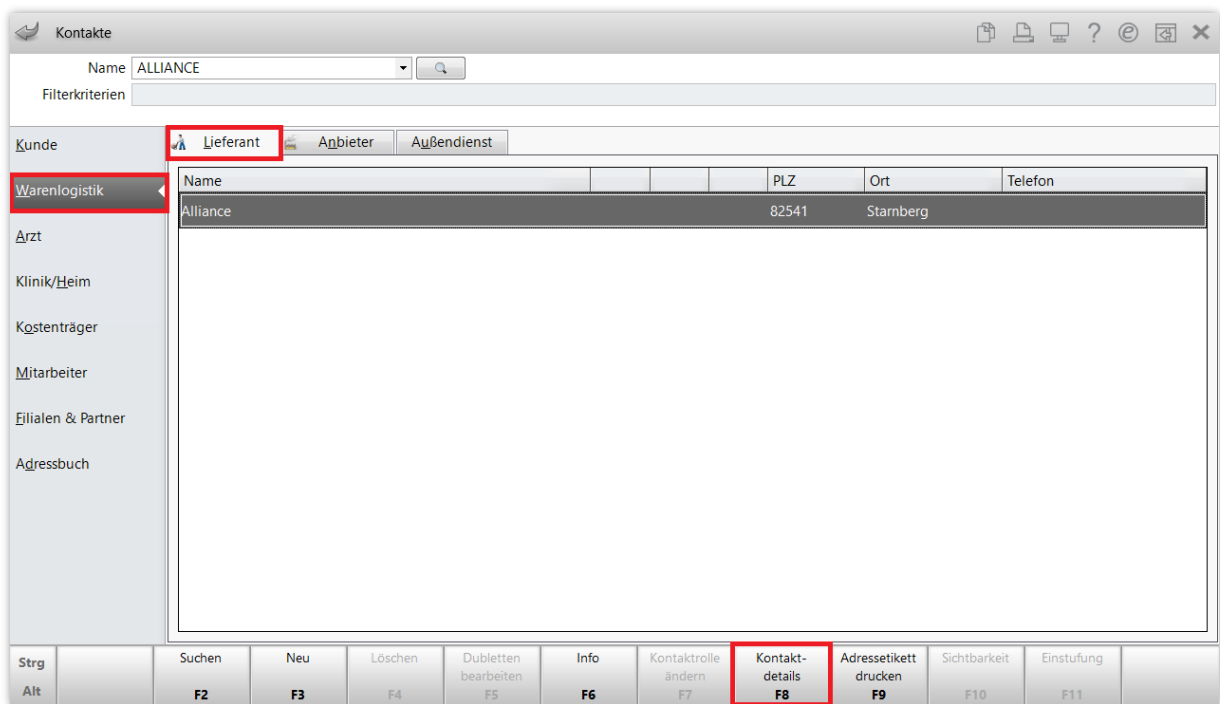 Kontakte
Name ALLIANCE
Filterkriterien
Kunde
Warenlogistik
Arzt
Klinik/Heim
Kostenträger
Mitarbeiter
Filialen & Partner
Adressbuch
Lieferant Anbieter Außendienst
Name PLZ Ort Telefon
Alliance 82541 Starnberg
Strg
Alt
Suchen
F2
Neu
F3
Löschen
F4
Dubletten
bearbeiten
F5
Info
F6
Kontaktrolle
ändern
F7
Kontakt-
details
F8
Adressetikett
drucken
F9
Sichtbarkeit
F10
Einstufung
F11